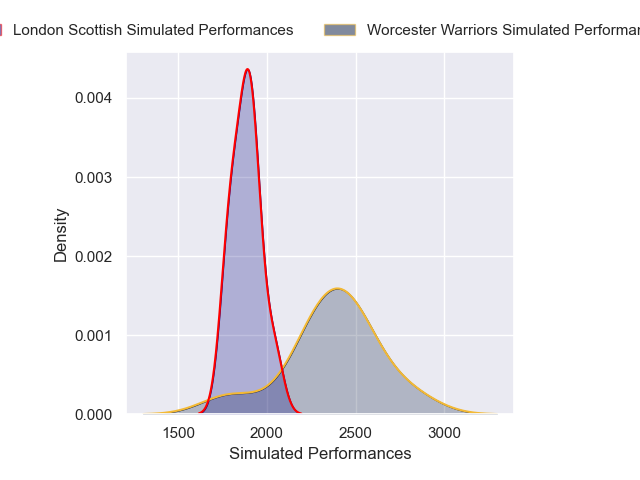 London Scottish Simulated Performances
Worcester Warriors Simulated
0.004
0.003
0.002
0.001
0.000
Density
1500 2000 2500 3000
Simulated Performances